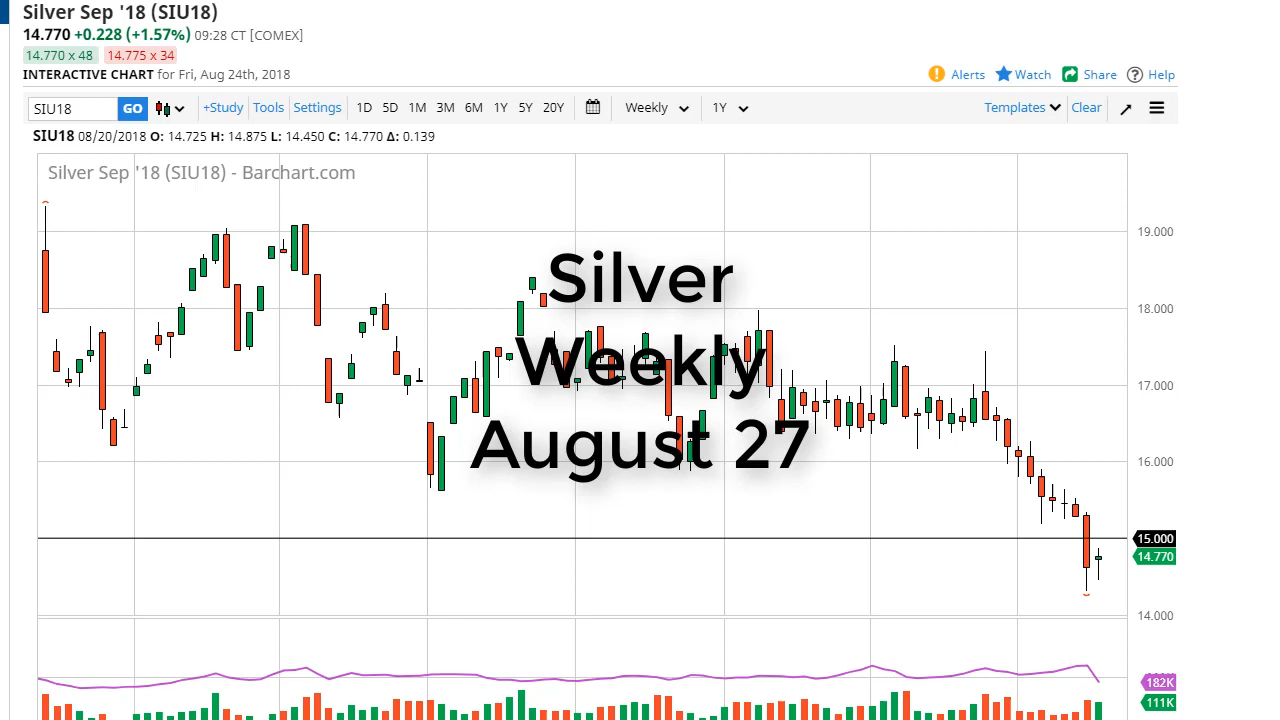 Silver Sep '18 (SIU18)
14.770 +0.228 (+1.57%) 09:28 CT [COMEX]
14.770 x 48 14.775 x 34
INTERACTIVE CHART for Fri, Aug 24th, 2018
Alerts Watch Share Help
SIU18 GO +Study Tools Settings 1D 5D 1M 3M 6M 1Y 5Y 20Y Weekly 1Y Templates Clear
SIU18 08/20/2018 O: 14.725 H: 14.875 L: 14.450 C: 14.770 Δ: 0.139
Silver Sep '18 (SIU18) - Barchart.com
19.000
Silver
18.000
Weekly
17.000
August 27
16.000
15.000
14.770
14.000
182K
111K